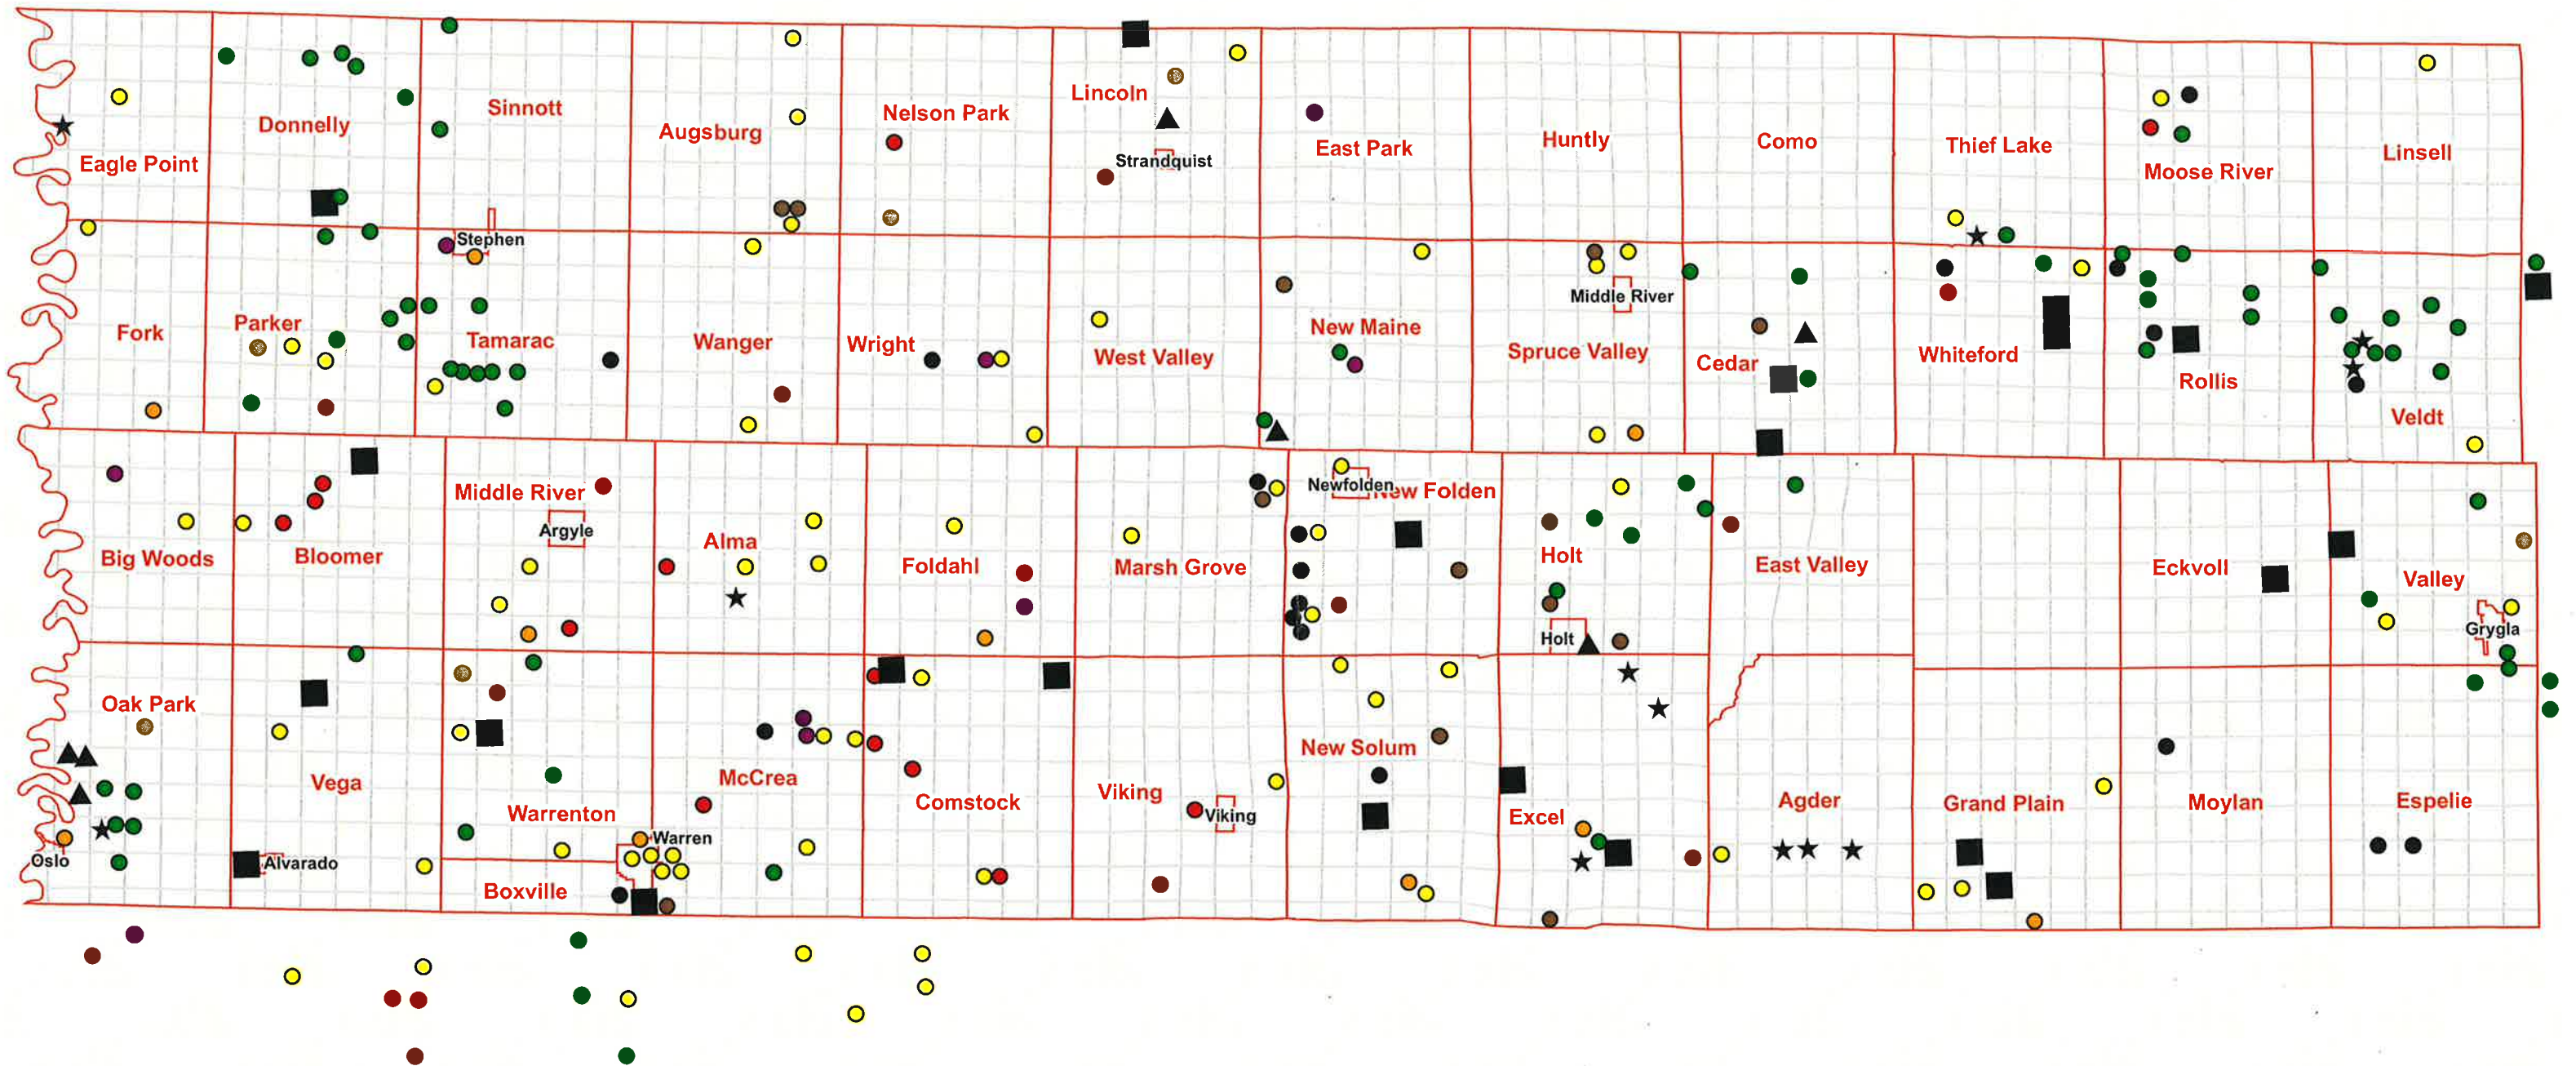 Eagle Point
Donnelly
Sinnott
Augsburg
Nelson Park
Lincoln
Strandquist
East Park
Huntly
Como
Thief Lake
Moose River
Linsell
Fork
Parker
Stephen
Tamarac
Wanger
Wright
West Valley
New Maine
Middle River
Spruce Valley
Cedar
Whiteford
Rollis
Veldt
Big Woods
Bloomer
Middle River
Argyle
Alma
Foldahl
Marsh Grove
Newfolden
New Folden
Holt
Holt
East Valley
Eckvoll
Valley
Grygla
Oak Park
Oslo
Vega
Alvarado
Warrenton
Boxville
McCrea
Warren
Comstock
Viking
Viking
New Solum
Excel
Agder
Grand Plain
Moylan
Espelie